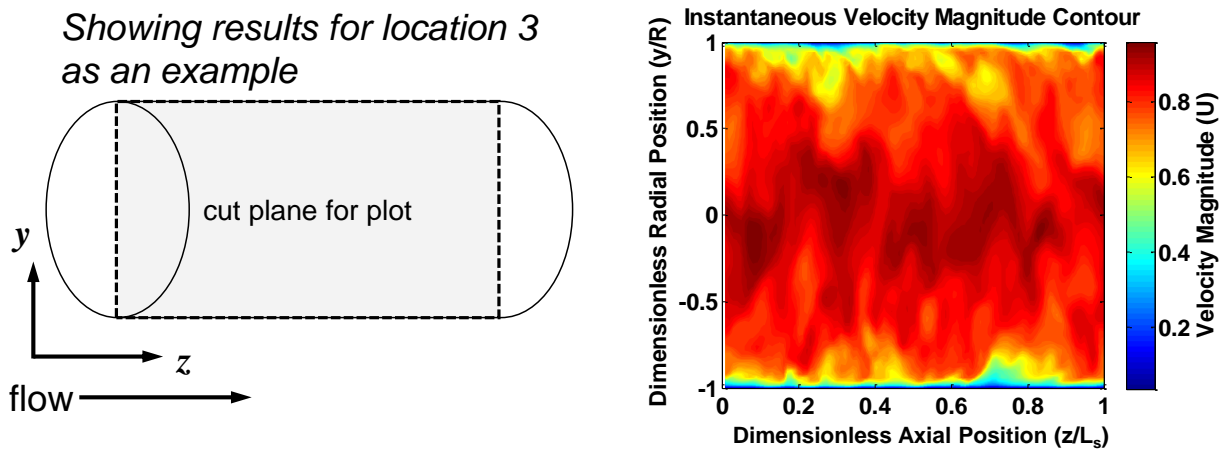 Showing results for location 3
as an example
cut plane for plot
y
z
flow
Instantaneous Velocity Magnitude Contour
Dimensionless Radial Position (y/R)
1
0.5
0
-0.5
-1
0 0.2 0.4 0.6 0.8 1
Dimensionless Axial Position (z/Ls)
0.8
0.6
0.4
0.2
Velocity Magnitude (U)